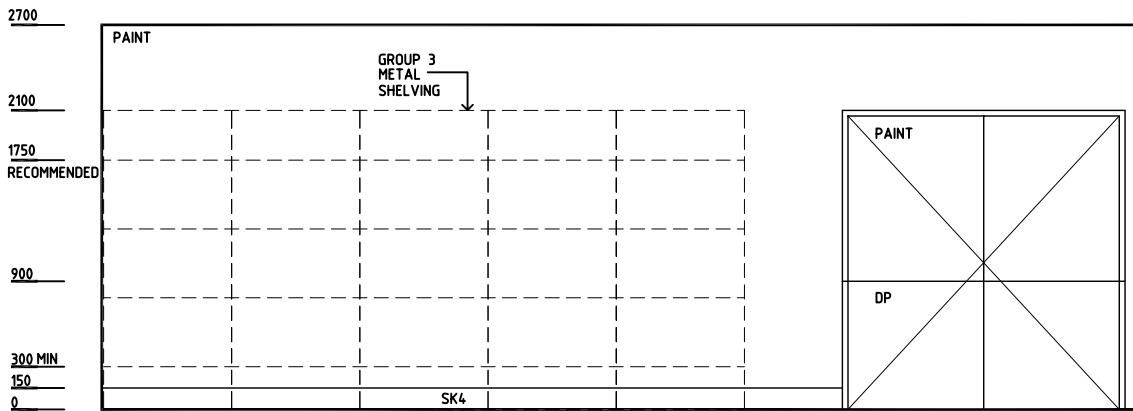 2700
PAINT
GROUP 3
METAL
SHELVING
2100
PAINT
1750
RECOMMENDED
900
DP
300 MIN
150
SK4
0